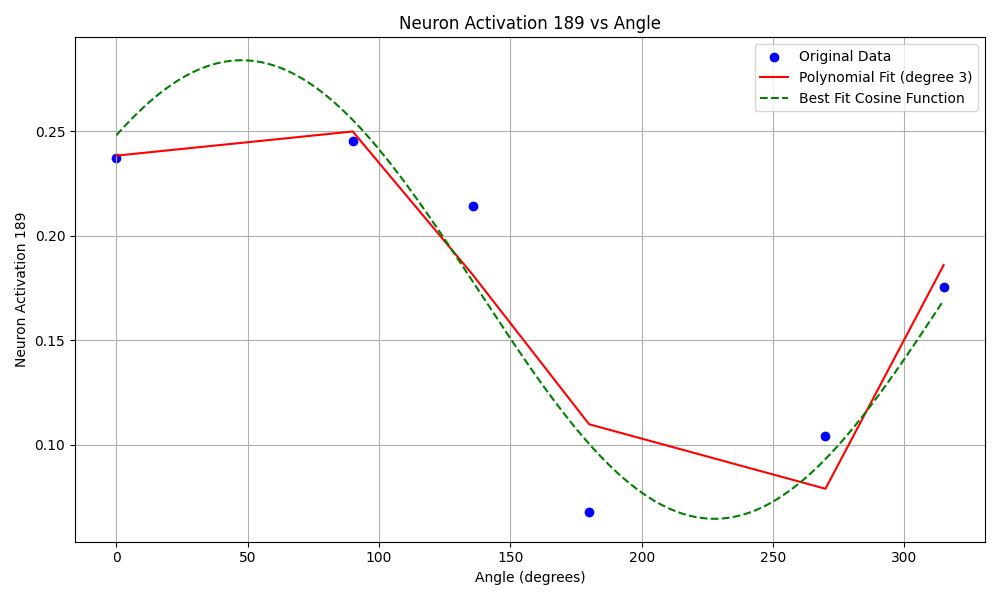 Neuron Activation 189 vs Angle
Original Data
Polynomial Fit (degree 3)
Best Fit Cosine Function
Neuron Activation 189
0.25
0.20
0.15
0.10
0 50 100 150 200 250 300
Angle (degrees)